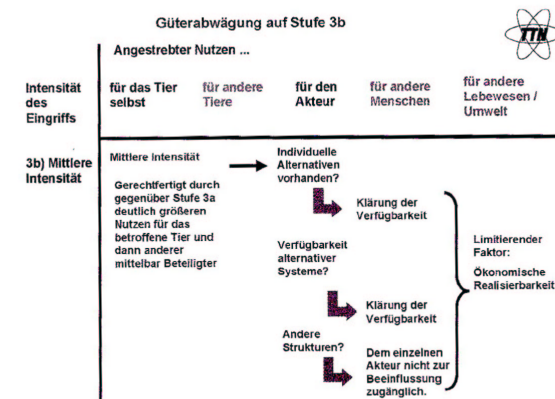 Güterabwägung auf Stufe 3b
TTN
Angestrebter Nutzen ...
Intensität
des
Eingriffs
für das Tier
selbst
für andere
Tiere
für den
Akteur
für andere
Menschen
für andere
Lebewesen /
Umwelt
3b) Mittlere
Intensität
Mittlere Intensität
Gerechtfertigt durch
gegenüber Stufe 3a
deutlich größeren
Nutzen für das
betroffene Tier und
dann anderer
mittelbar Beteiligter
Individuelle
Alternativen
vorhanden?
Klärung der
Verfügbarkeit
Verfügbarkeit
alternativer
Systeme?
Klärung der
Verfügbarkeit
Andere
Strukturen?
Dem einzelnen
Akteur nicht zur
Beeinflussung
zugänglich.
Limitierender
Faktor:
Ökonomische
Realisierbarkeit